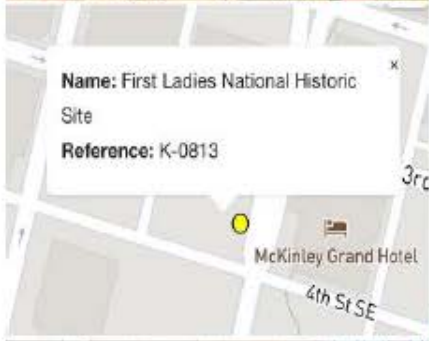 ×
Name: First Ladies National Historic
Site
Reference: K-0813
3rd
McKinley Grand Hotel
4th St SE